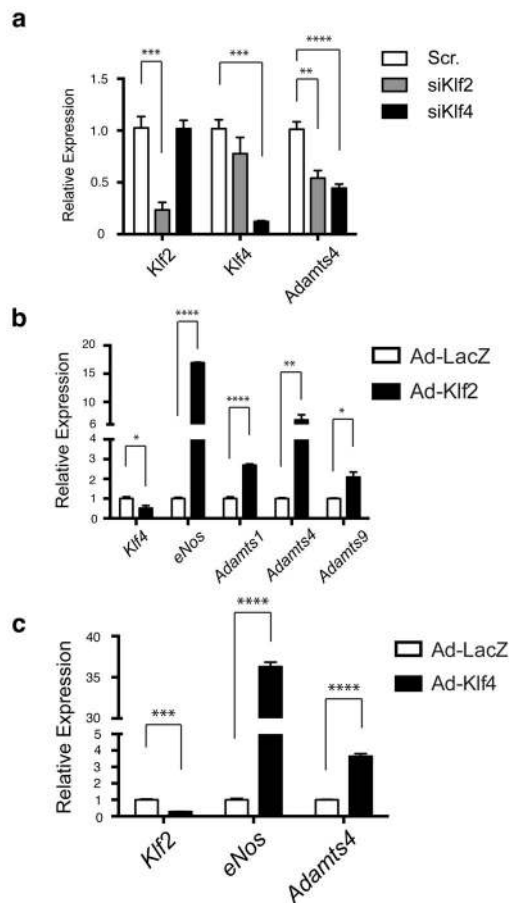 a
Scr.
siKlf2
siKlf4
*** *** **** **
Relative Expression
1.5
1.0
0.5
0
Klf2 Klf4 Adamts4
b
Ad-LacZ
Ad-Klf2
**** ** **** * *
Relative Expression
20
15
10
6
4
3
2
1
0
Klf4 eNos Adamts1 Adamts4 Adamts9
c
Ad-LacZ
Ad-Klf4
**** **** ***
Relative Expression
40
35
30
5
4
3
2
1
0
Klf2 eNos Adamts4